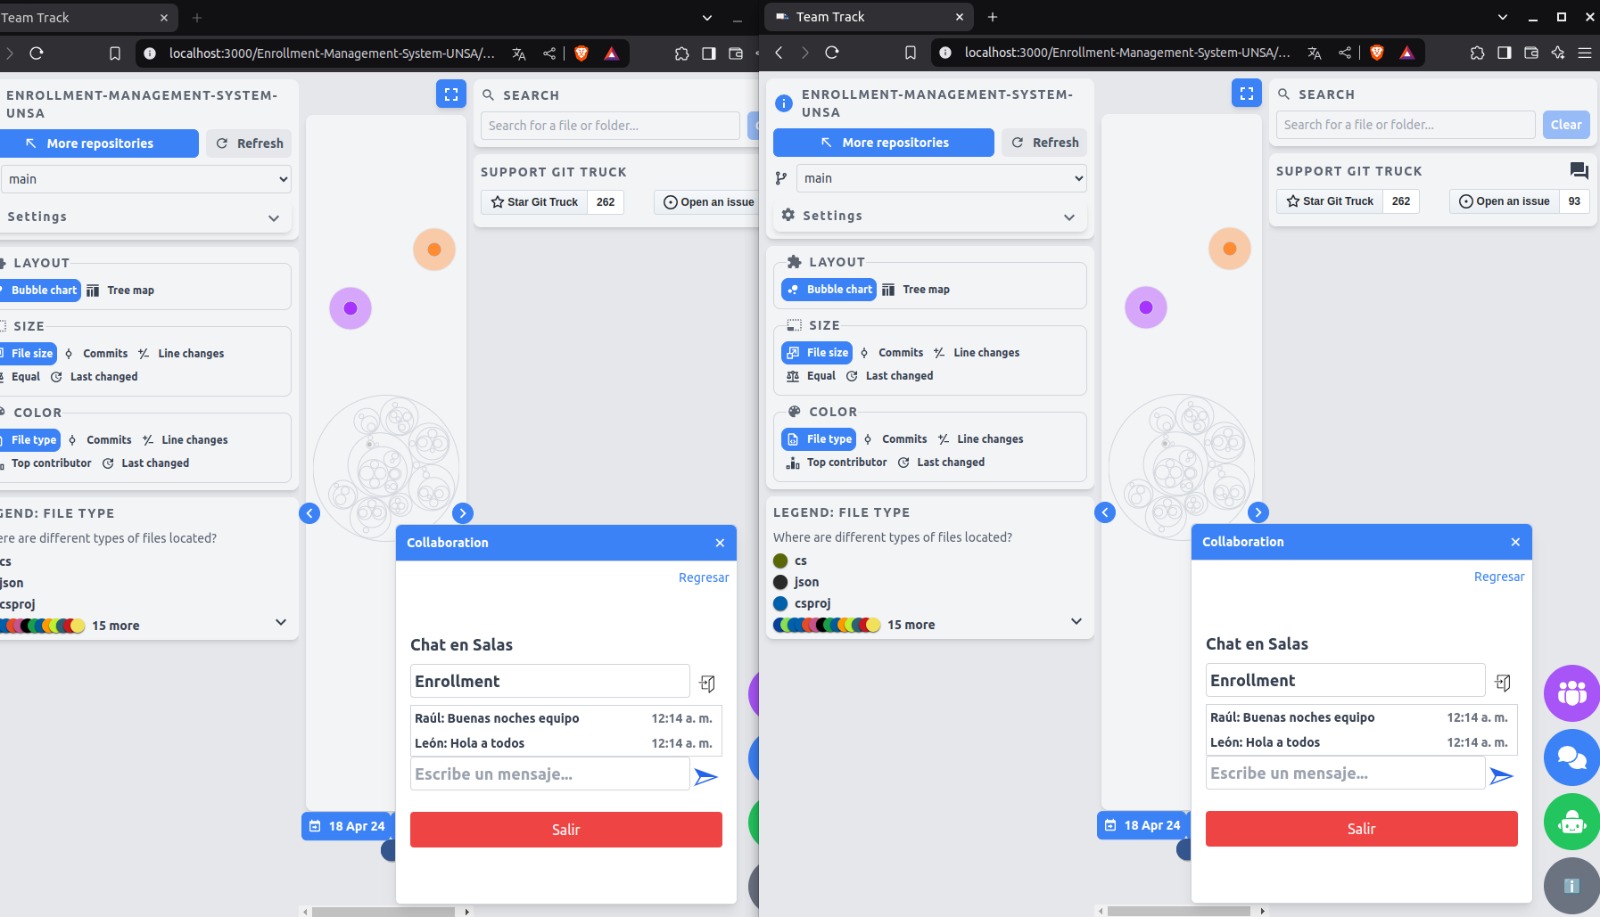 Team Track
localhost:3000/Enrollment-Management-System-UNSA/...
ENROLLMENT-MANAGEMENT-SYSTEM-
UNSA
More repositories
Refresh
main
Settings
LAYOUT
Bubble chart
Tree map
SIZE
File size
Commits
Line changes
Equal
Last changed
COLOR
File type
Commits
Line changes
Top contributor
Last changed
GEND: FILE TYPE
ere are different types of files located?
cs
json
csproj
15 more
18 Apr 24
SEARCH
Search for a file or folder...
SUPPORT GIT TRUCK
Star Git Truck
262
Open an issue
Collaboration
Regresar
Chat en Salas
Enrollment
Raúl: Buenas noches equipo 12:14 a. m.
León: Hola a todos 12:14 a. m.
Escribe un mensaje...
Salir
Team Track
localhost:3000/Enrollment-Management-System-UNSA/...
ENROLLMENT-MANAGEMENT-SYSTEM-
UNSA
More repositories
Refresh
main
Settings
LAYOUT
Bubble chart
Tree map
SIZE
File size
Commits
Line changes
Equal
Last changed
COLOR
File type
Commits
Line changes
Top contributor
Last changed
LEGEND: FILE TYPE
Where are different types of files located?
cs
json
csproj
15 more
18 Apr 24
SEARCH
Search for a file or folder...
Clear
SUPPORT GIT TRUCK
Star Git Truck
262
Open an issue
93
Collaboration
Regresar
Chat en Salas
Enrollment
Raúl: Buenas noches equipo 12:14 a. m.
León: Hola a todos 12:14 a. m.
Escribe un mensaje...
Salir